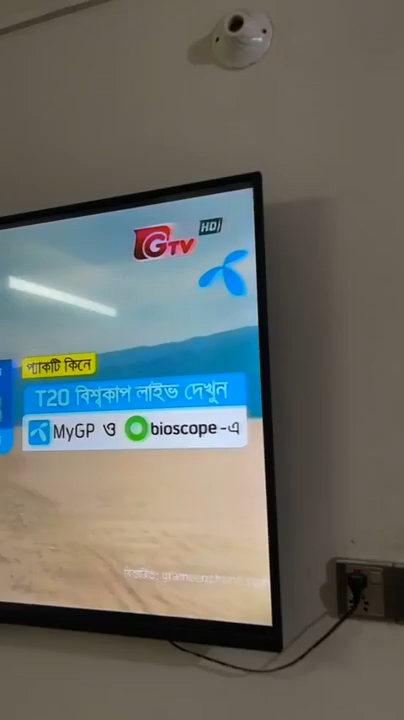 GTV HD
প্যাকটি কিনে
T20 বিশ্বকাপ লাইভ দেখুন
MyGP ও bioscope-এ